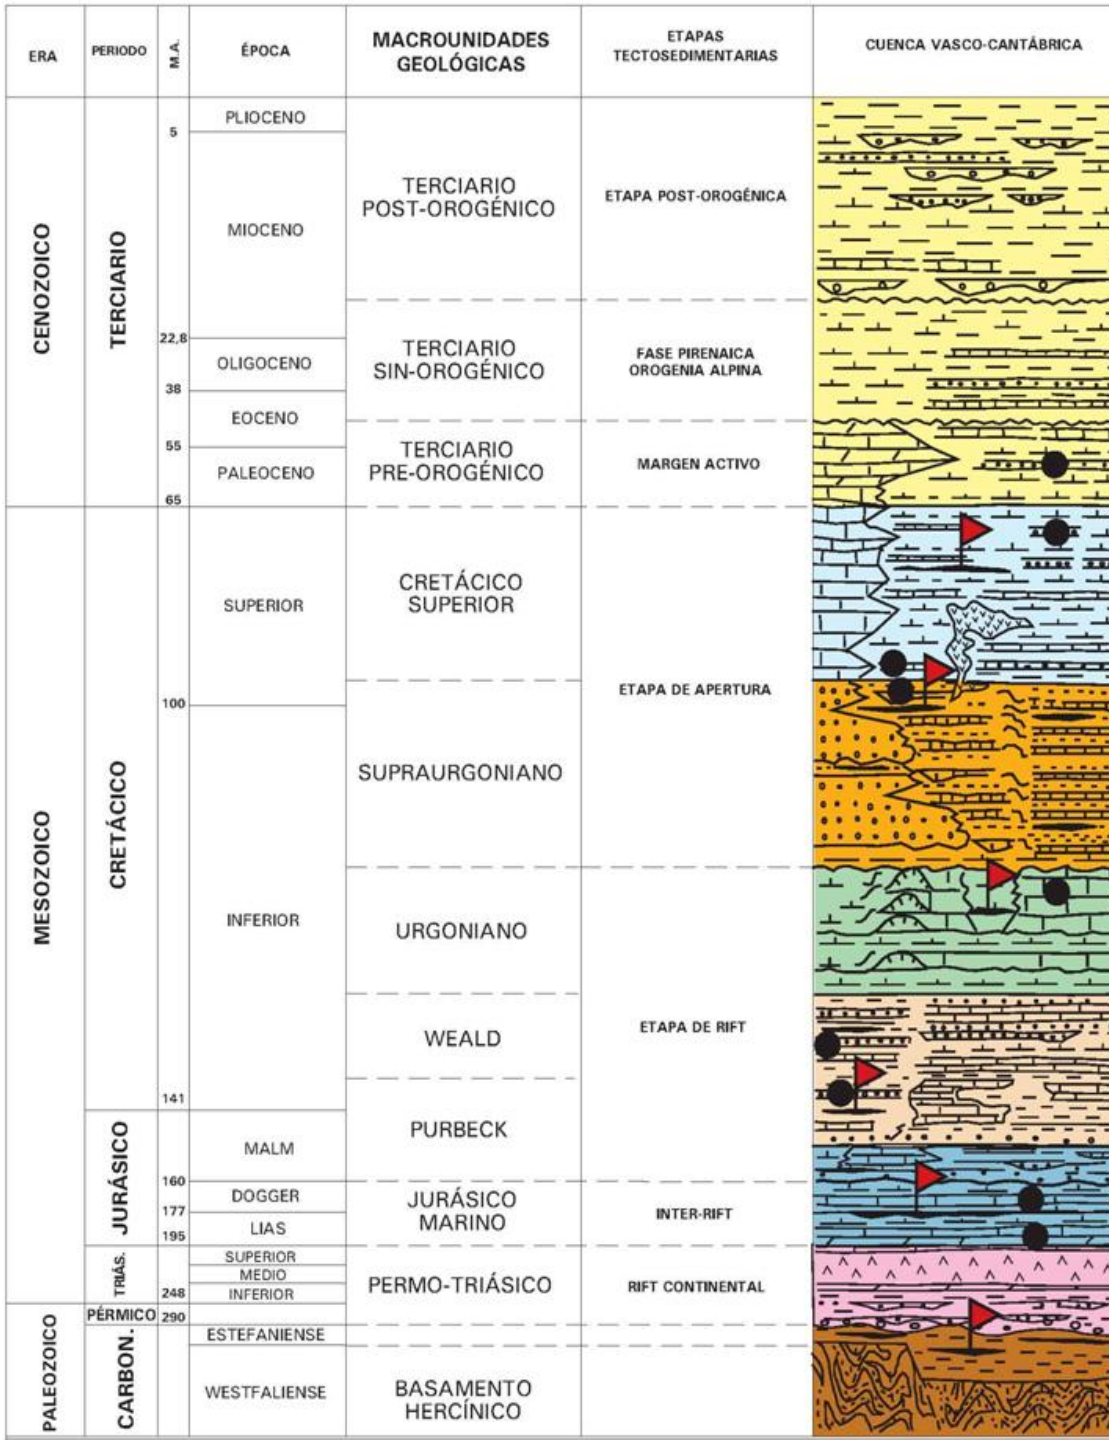 ERA
PERIODO
M.A.
ÉPOCA
MACROUNIDADES
GEOLÓGICAS
ETAPAS
TECTOSEDIMENTARIAS
CUENCA VASCO-CANTÁBRICA
CENOZOICO
TERCIARIO
PLIOCENO
5
MIOCENO
22,8
OLIGOCENO
38
EOCENO
55
PALEOCENO
65
TERCIARIO
POST-OROGÉNICO
ETAPA POST-OROGÉNICA
TERCIARIO
SIN-OROGÉNICO
FASE PIRENAICA
OROGENIA ALPINA
TERCIARIO
PRE-OROGÉNICO
MARGEN ACTIVO
MESOZOICO
CRETÁCICO
SUPERIOR
100
INFERIOR
141
CRETÁCICO
SUPERIOR
ETAPA DE APERTURA
SUPRAURGONIANO
URGONIANO
WEALD
ETAPA DE RIFT
PURBECK
JURÁSICO
MALM
160
DOGGER
177
LIAS
195
JURÁSICO
MARINO
INTER-RIFT
TRIÁS.
SUPERIOR
MEDIO
INFERIOR
248
PERMO-TRIÁSICO
RIFT CONTINENTAL
PALEOZOICO
PÉRMICO
290
CARBON.
ESTEFANIENSE
WESTFALIENSE
BASAMENTO
HERCÍNICO